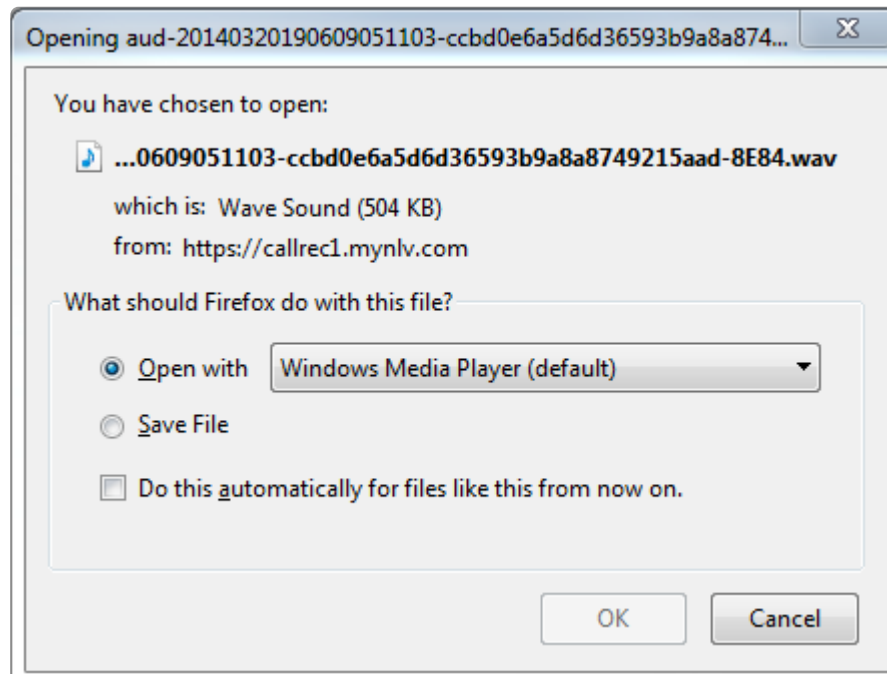 Opening aud-20140320190609051103-ccbd0e6a5d6d36593b9a8a874...
You have chosen to open:
...0609051103-ccbd0e6a5d6d36593b9a8a8749215aad-8E84.wav
which is: Wave Sound (504 KB)
from: https://callrec1.mynlv.com
What should Firefox do with this file?
Open with Windows Media Player (default)
Save File
Do this automatically for files like this from now on.
OK Cancel